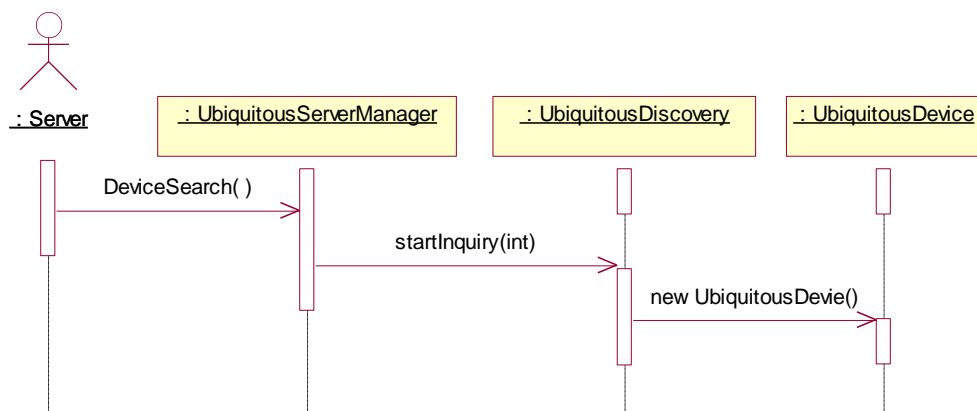 : Server
: UbiquitousServerManager
: UbiquitousDiscovery
: UbiquitousDevice
DeviceSearch( )
startInquiry(int)
new UbiquitousDevie()